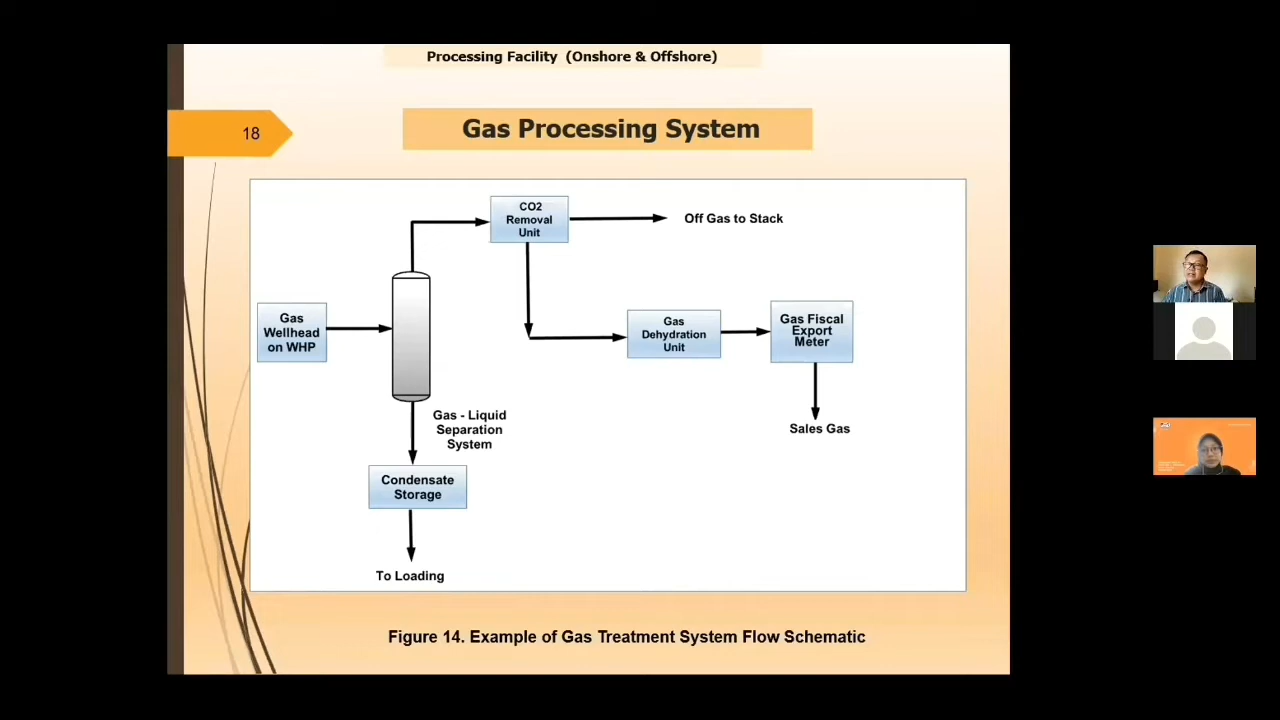 Processing Facility (Onshore & Offshore)
18
Gas Processing System
CO2
Removal
Unit
Off Gas to Stack
Gas
Wellhead
on WHP
Gas
Dehydration
Unit
Gas Fiscal
Export
Meter
Gas - Liquid
Separation
System
Sales Gas
Condensate
Storage
To Loading
Figure 14. Example of Gas Treatment System Flow Schematic